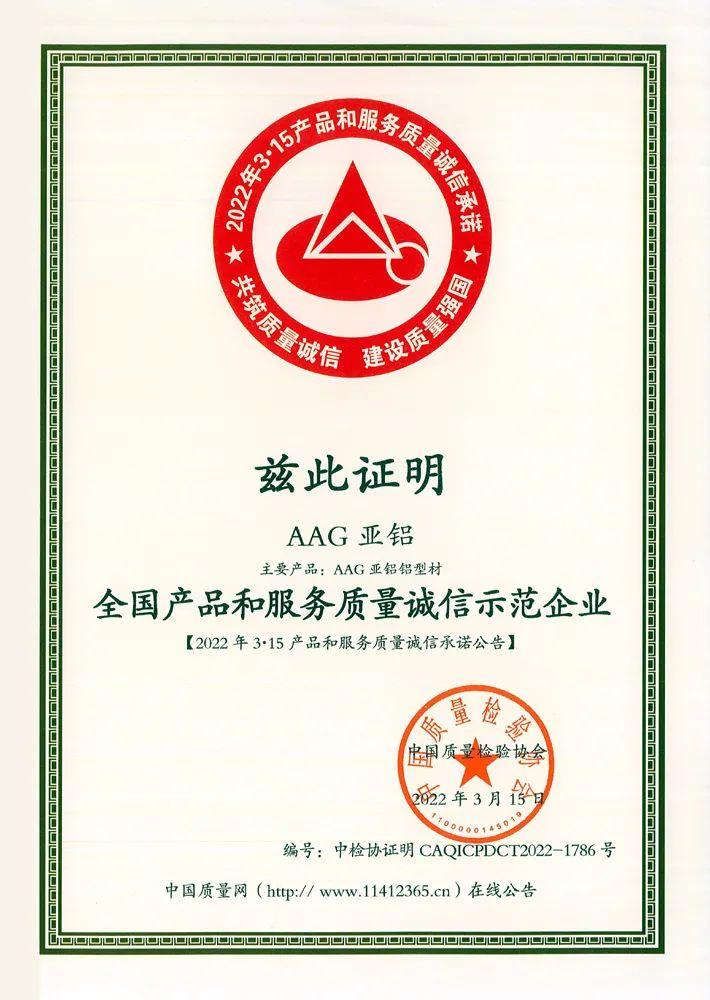 2022年3·15产品和服务质量诚信承诺
★ ★
共筑质量诚信 建设质量强国
兹此证明
AAG 亚铝
主要产品：AAG 亚铝铝型材
全国产品和服务质量诚信示范企业
【2022 年 3·15 产品和服务质量诚信承诺公告】
中国质量检验协会
中国质量检验协会
2022 年 3 月 15 日
1100000145019
编号：中检协证明 CAQICPDCT2022-1786 号
中国质量网（http:// www.11412365.cn）在线公告